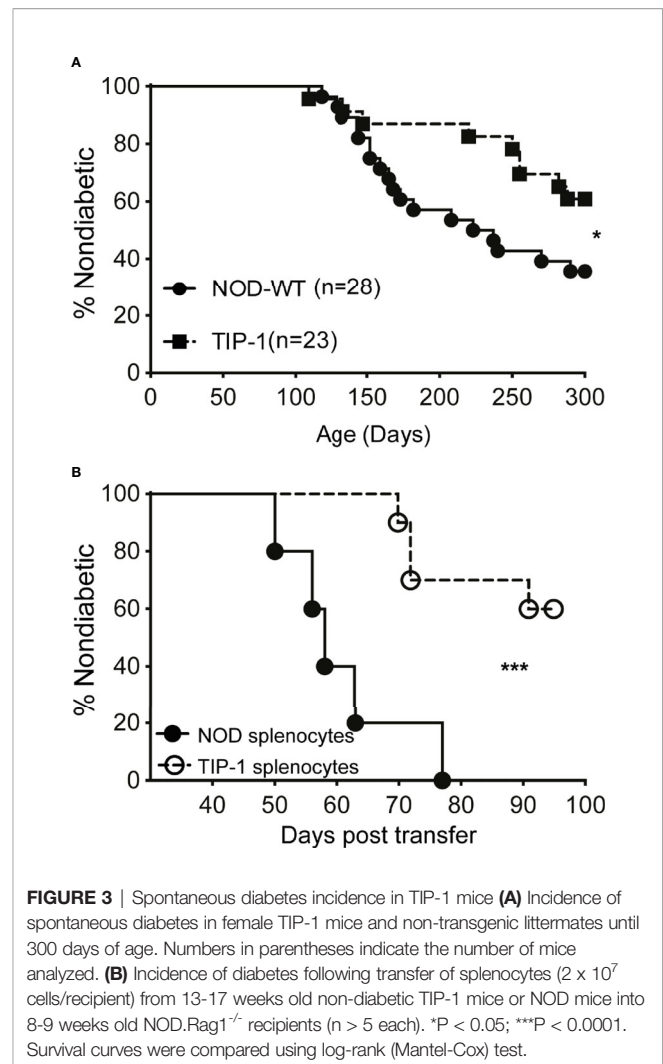 A
100
80
60
40
20
0
% Nondiabetic
NOD-WT (n=28)
TIP-1(n=23)
*
0 50 100 150 200 250 300
Age (Days)
B
100
80
60
40
20
0
% Nondiabetic
***
NOD splenocytes
TIP-1 splenocytes
40 50 60 70 80 90 100
Days post transfer
FIGURE 3 | Spontaneous diabetes incidence in TIP-1 mice (A) Incidence of
spontaneous diabetes in female TIP-1 mice and non-transgenic littermates until
300 days of age. Numbers in parentheses indicate the number of mice
analyzed. (B) Incidence of diabetes following transfer of splenocytes (2 x 10⁷
cells/recipient) from 13-17 weeks old non-diabetic TIP-1 mice or NOD mice into
8-9 weeks old NOD.Rag1⁻/⁻ recipients (n > 5 each). *P < 0.05; ***P < 0.0001.
Survival curves were compared using log-rank (Mantel-Cox) test.